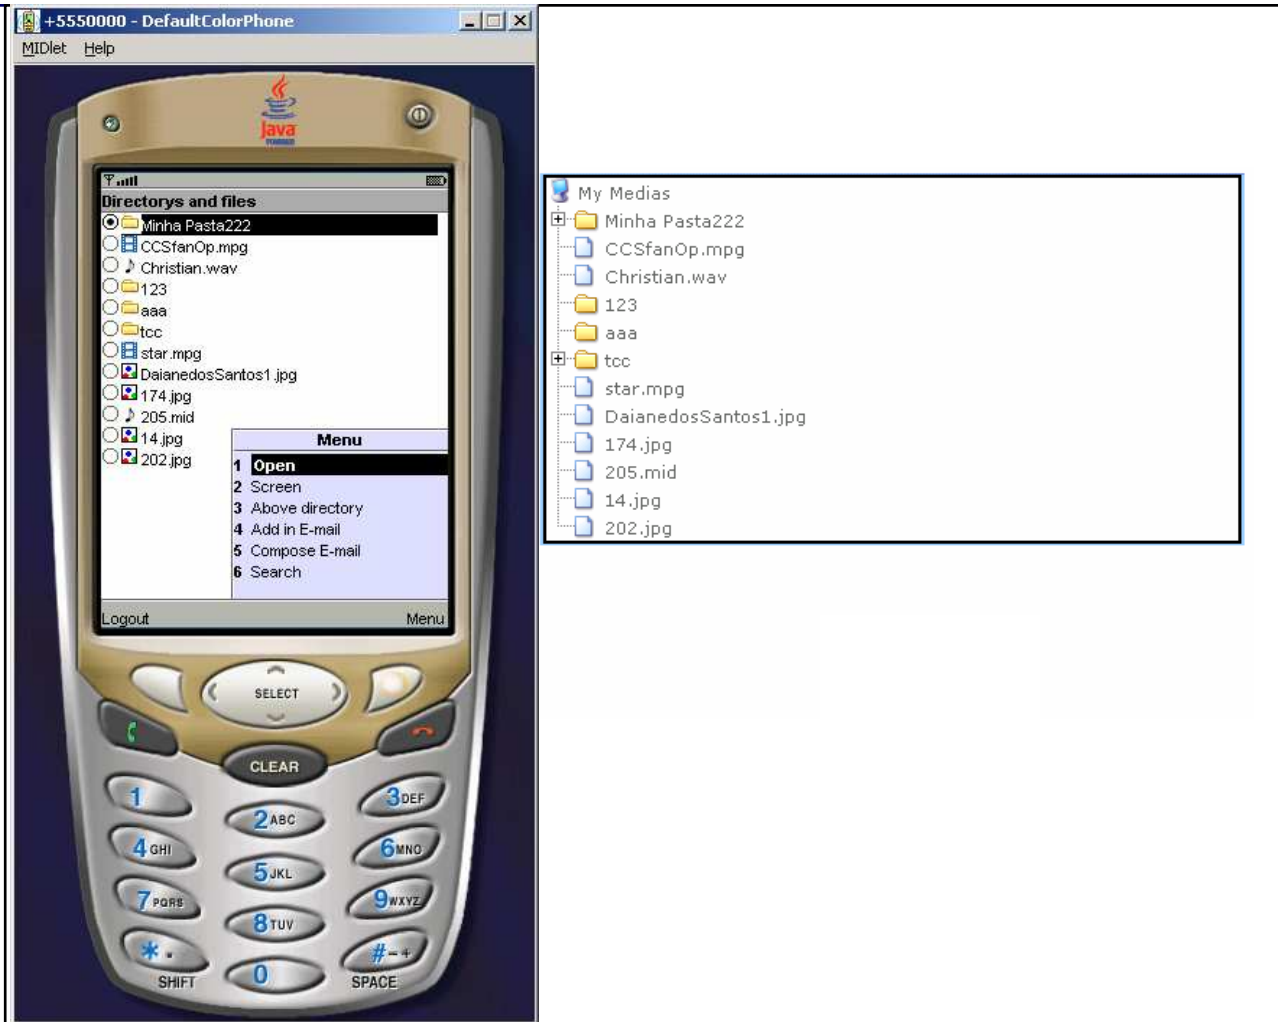 +5550000 - DefaultColorPhone
MIDlet Help
Java
POWERED
Directorys and files
Minha Pasta222
CCSfanOp.mpg
Christian.wav
123
aaa
tcc
star.mpg
DaianedosSantos1.jpg
174.jpg
205.mid
14.jpg
202.jpg
Menu
1 Open
2 Screen
3 Above directory
4 Add in E-mail
5 Compose E-mail
6 Search
Logout Menu
SELECT
CLEAR
1
2 ABC
3 DEF
4 GHI
5 JKL
6 MNO
7 PQRS
8 TUV
9 WXYZ
* .
SHIFT
0
# - +
SPACE
My Medias
Minha Pasta222
CCSfanOp.mpg
Christian.wav
123
aaa
tcc
star.mpg
DaianedosSantos1.jpg
174.jpg
205.mid
14.jpg
202.jpg